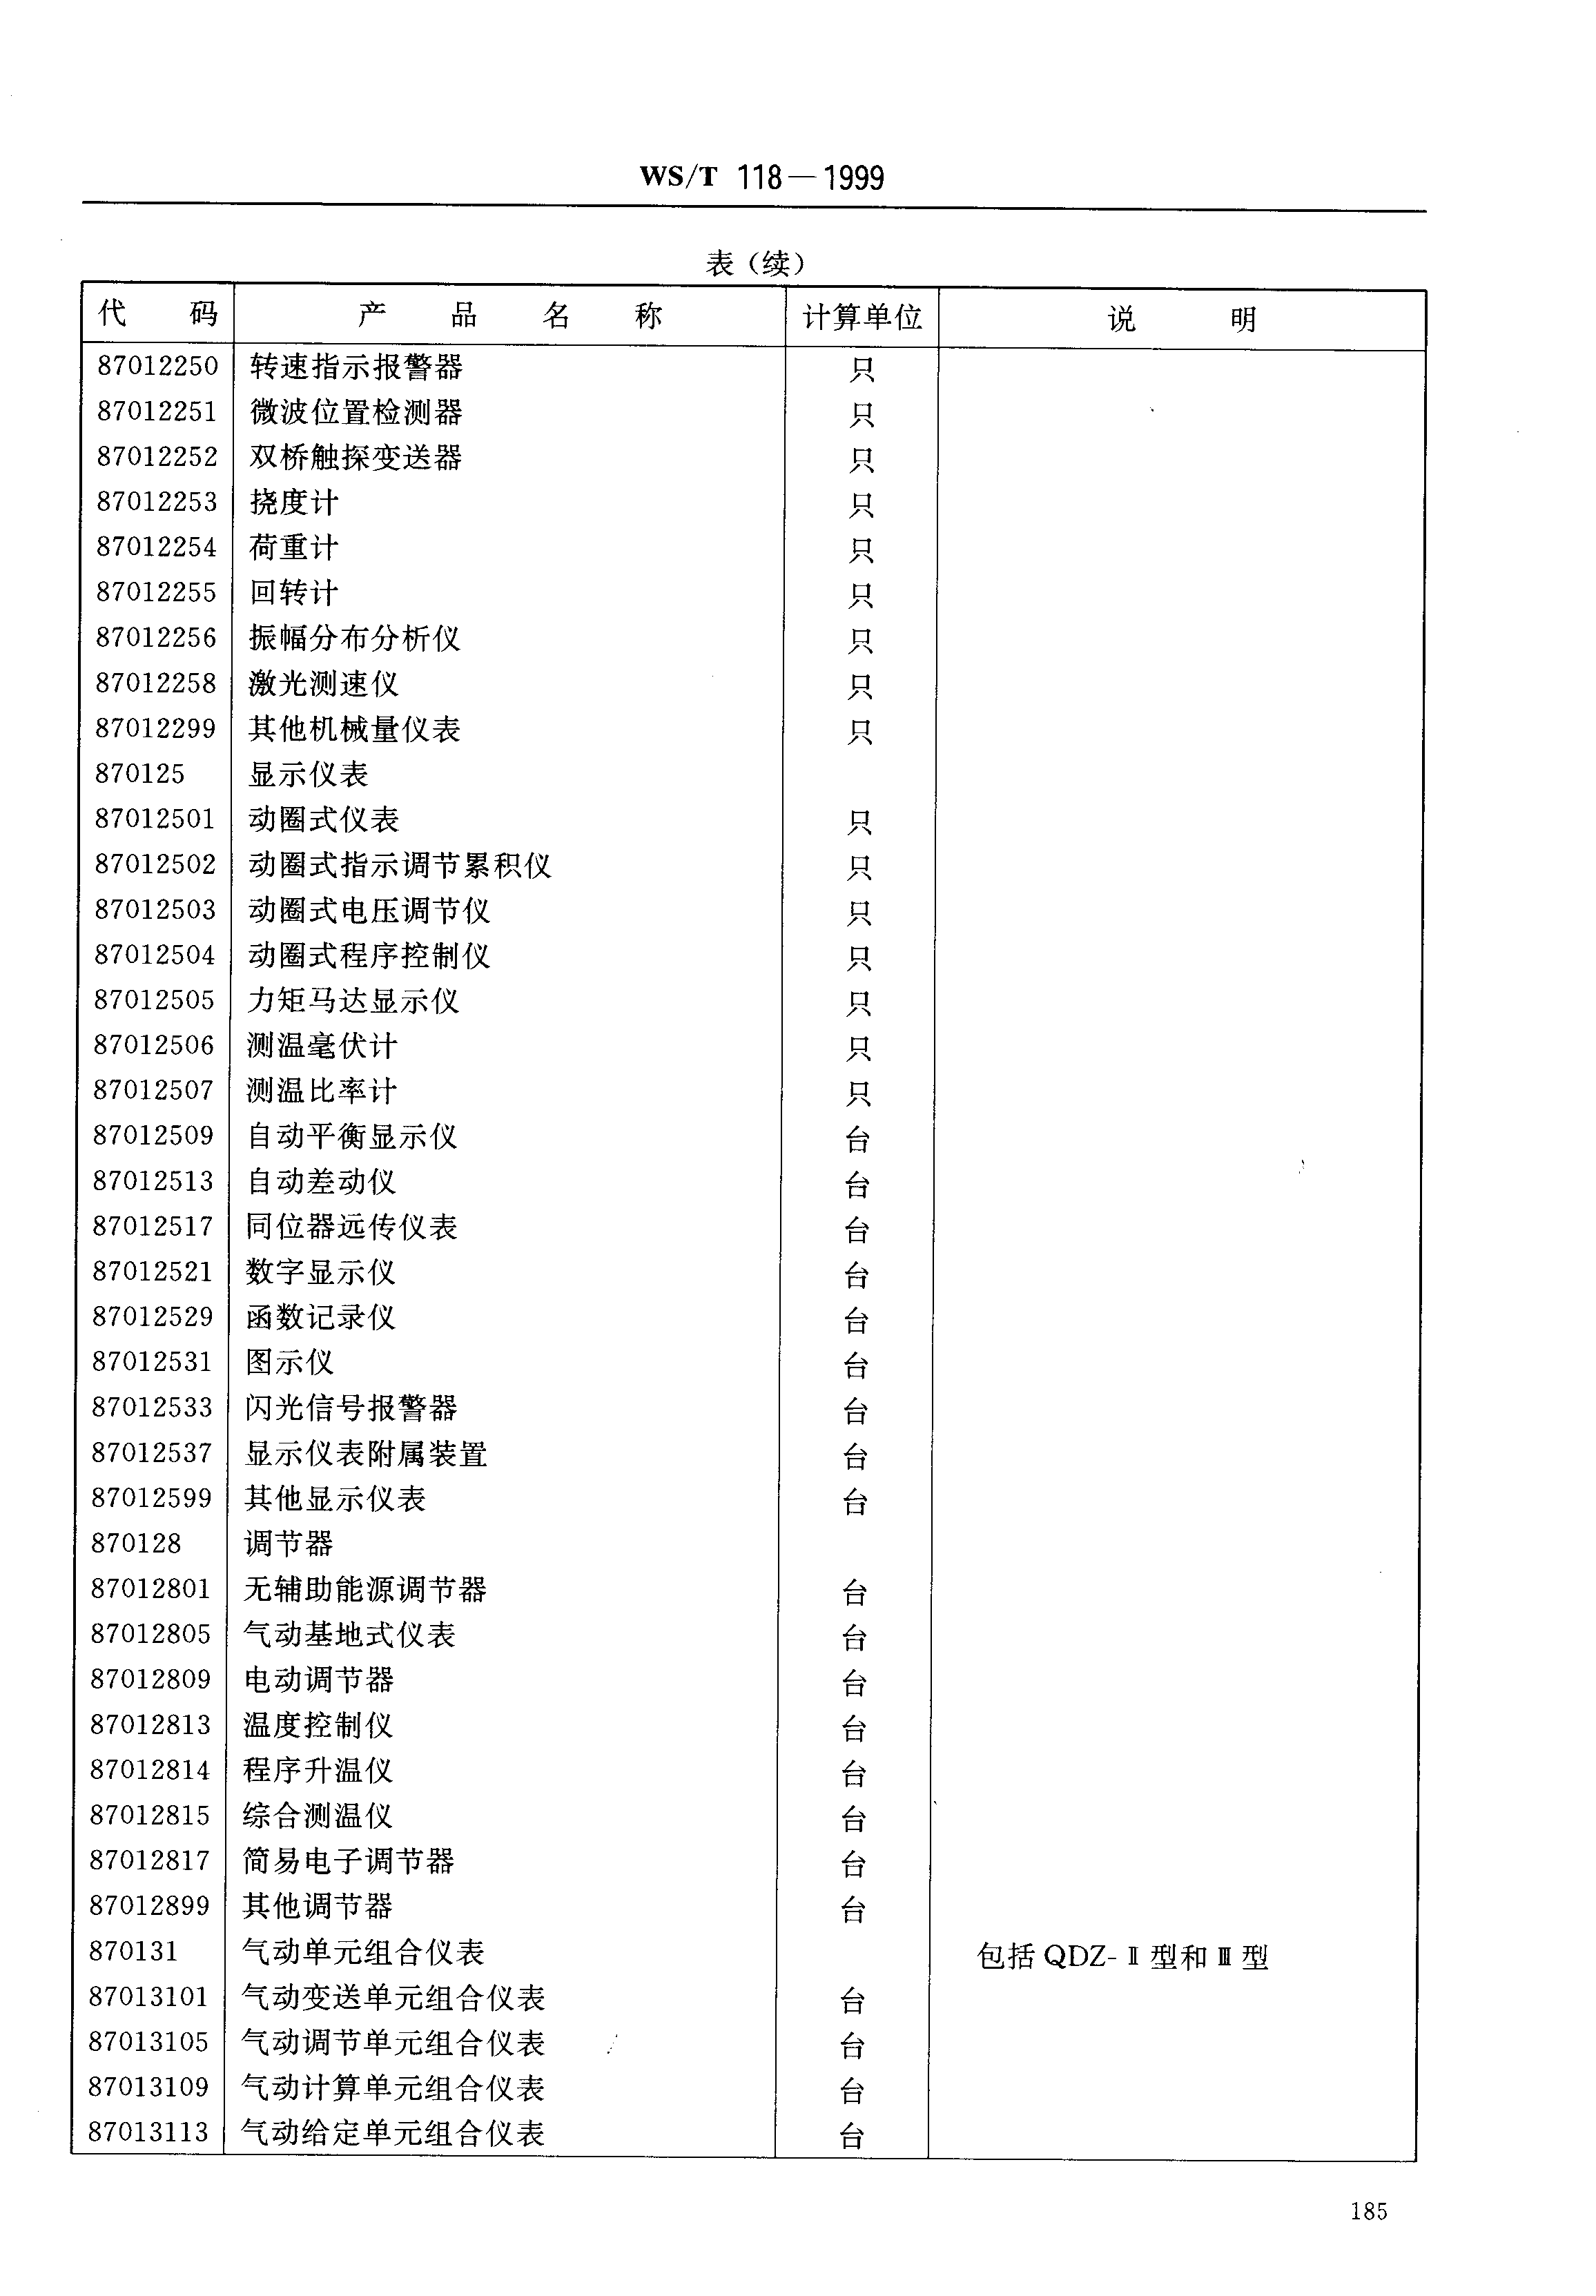 WS/T 118—1999
表（续）
代 码 产 品 名 称 计算单位 说 明
87012250 转速指示报警器 只
87012251 微波位置检测器 只
87012252 双桥触探变送器 只
87012253 挠度计 只
87012254 荷重计 只
87012255 回转计 只
87012256 振幅分布分析仪 只
87012258 激光测速仪 只
87012299 其他机械量仪表 只
870125 显示仪表
87012501 动圈式仪表 只
87012502 动圈式指示调节累积仪 只
87012503 动圈式电压调节仪 只
87012504 动圈式程序控制仪 只
87012505 力矩马达显示仪 只
87012506 测温毫伏计 只
87012507 测温比率计 只
87012509 自动平衡显示仪 台
87012513 自动差动仪 台
87012517 同位器远传仪表 台
87012521 数字显示仪 台
87012529 函数记录仪 台
87012531 图示仪 台
87012533 闪光信号报警器 台
87012537 显示仪表附属装置 台
87012599 其他显示仪表 台
870128 调节器
87012801 无辅助能源调节器 台
87012805 气动基地式仪表 台
87012809 电动调节器 台
87012813 温度控制仪 台
87012814 程序升温仪 台
87012815 综合测温仪 台
87012817 简易电子调节器 台
87012899 其他调节器 台
870131 气动单元组合仪表 包括 QDZ-Ⅱ型和Ⅲ型
87013101 气动变送单元组合仪表 台
87013105 气动调节单元组合仪表 台
87013109 气动计算单元组合仪表 台
87013113 气动给定单元组合仪表 台
185